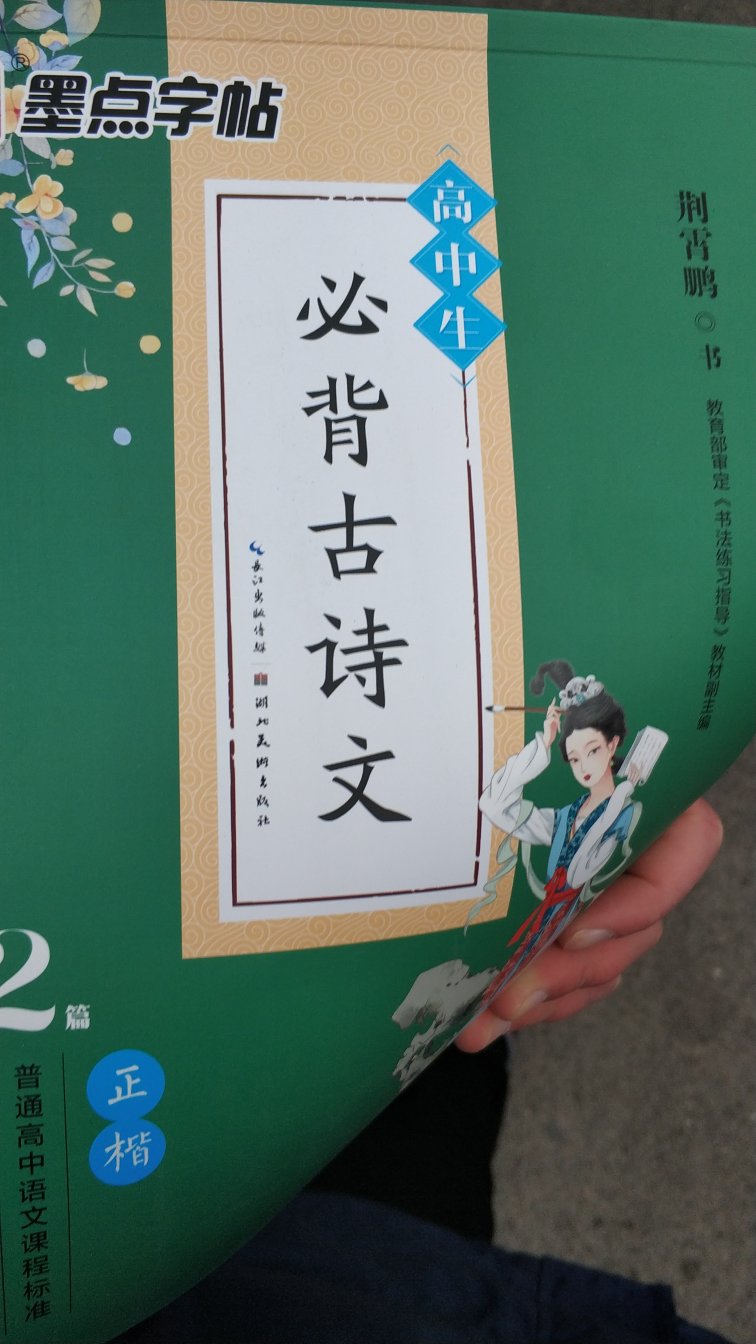 墨点字帖
®
高中生
必背古诗文
荆霄鹏◎书
教育部审定《书法练习指导》教材副主编
长江出版传媒
湖北美术出版社
2篇
正楷
普通高中语文课程标准